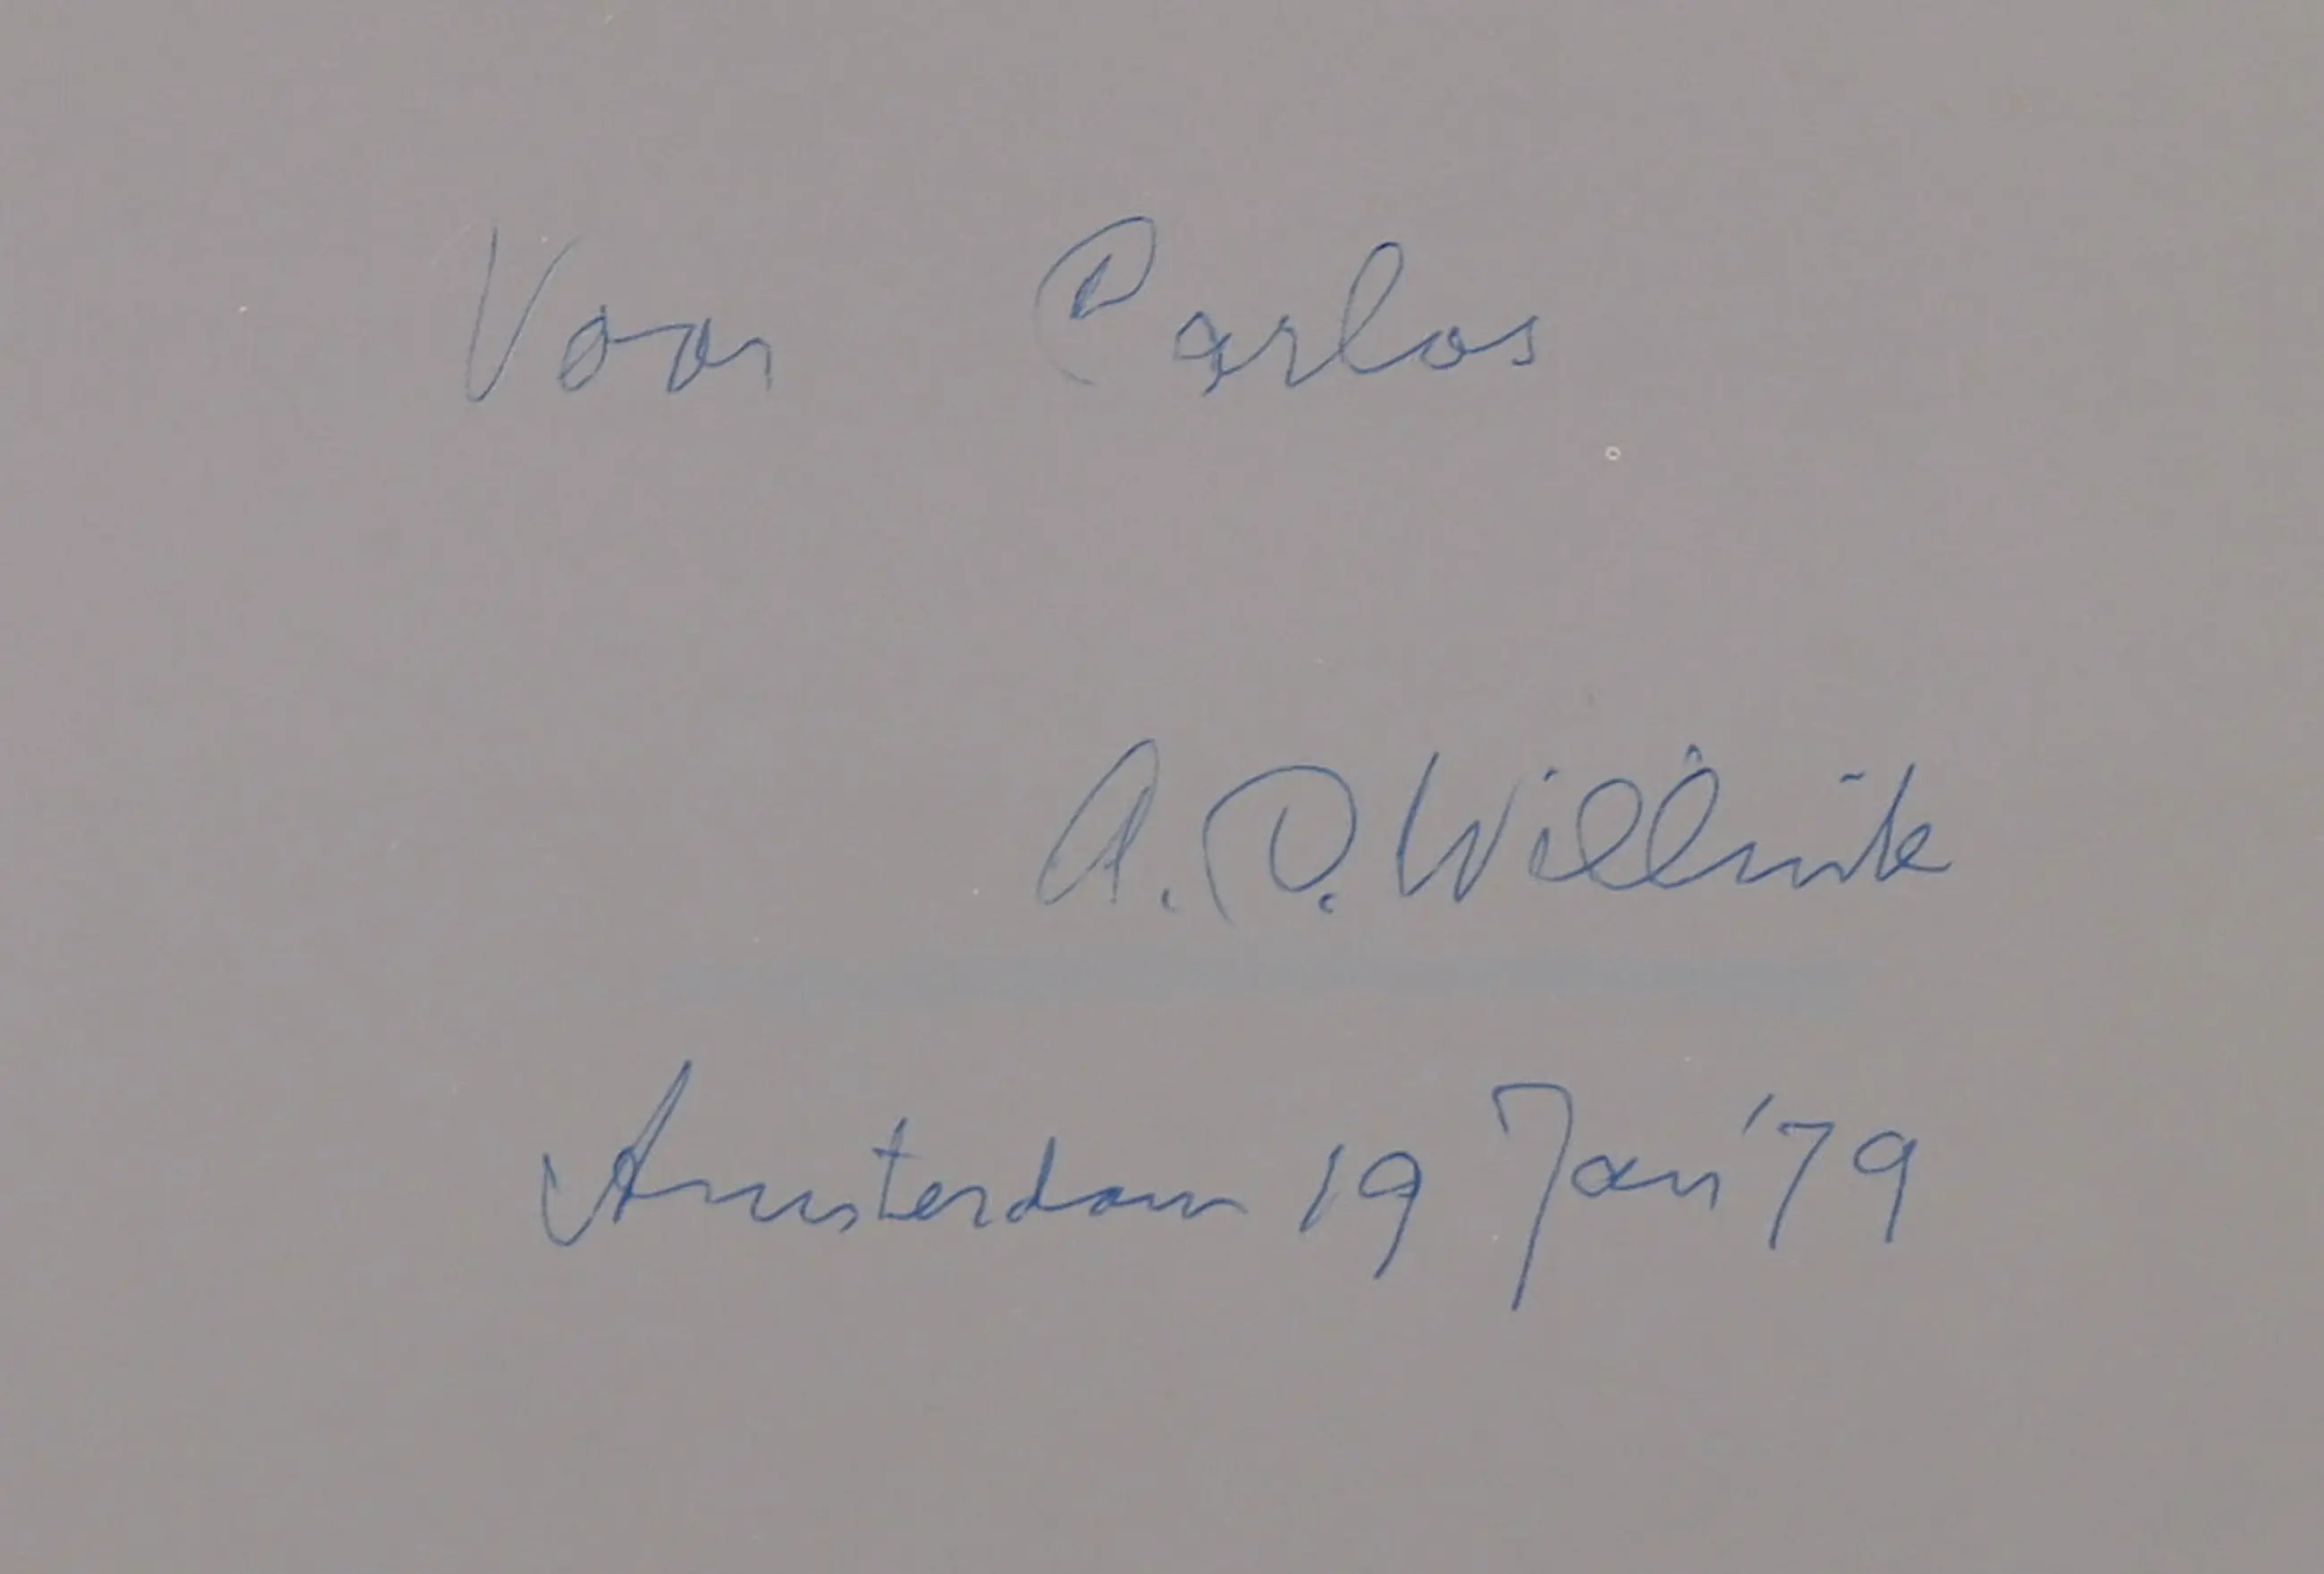 Voor Carlos
A.C. Willink
Amsterdam 19 Jan '79